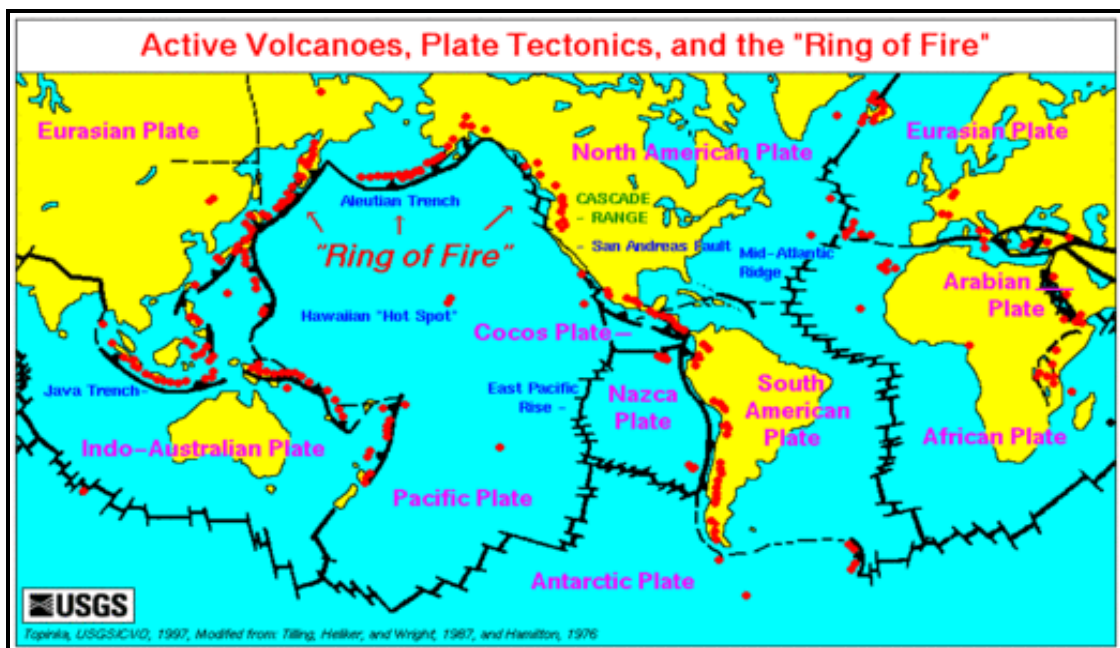 Active Volcanoes, Plate Tectonics, and the "Ring of Fire"
Eurasian Plate
North American Plate
Eurasian Plate
Aleutian Trench
CASCADE
- RANGE
"Ring of Fire"
- San Andreas Fault
Mid-Atlantic
Ridge
Arabian
Plate
Hawaiian "Hot Spot"
Cocos Plate
Java Trench-
East Pacific
Rise -
Nazca
Plate
South
American
Plate
Indo-Australian Plate
African Plate
Pacific Plate
Antarctic Plate
USGS
Topinka, USGS/CVO, 1997, Modified from: Tilling, Heliker, and Wright, 1987, and Hamilton, 1976